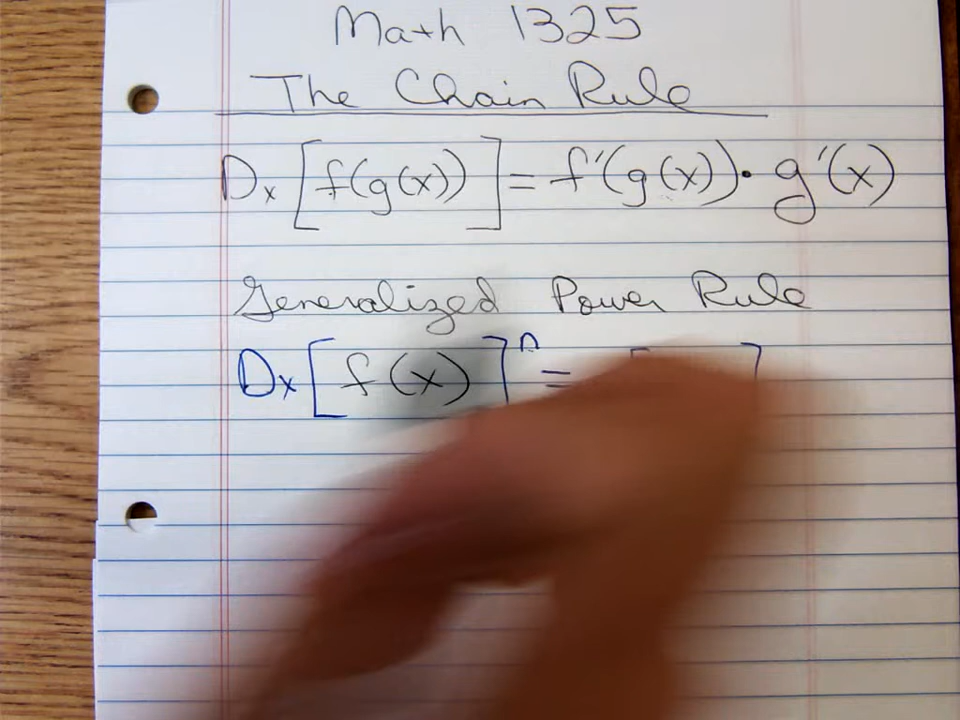 Math 1325
The Chain Rule
Dx [f(g(x))] = f'(g(x)) · g'(x)
Generalized Power Rule
Dx [f(x)]^n = [ ]